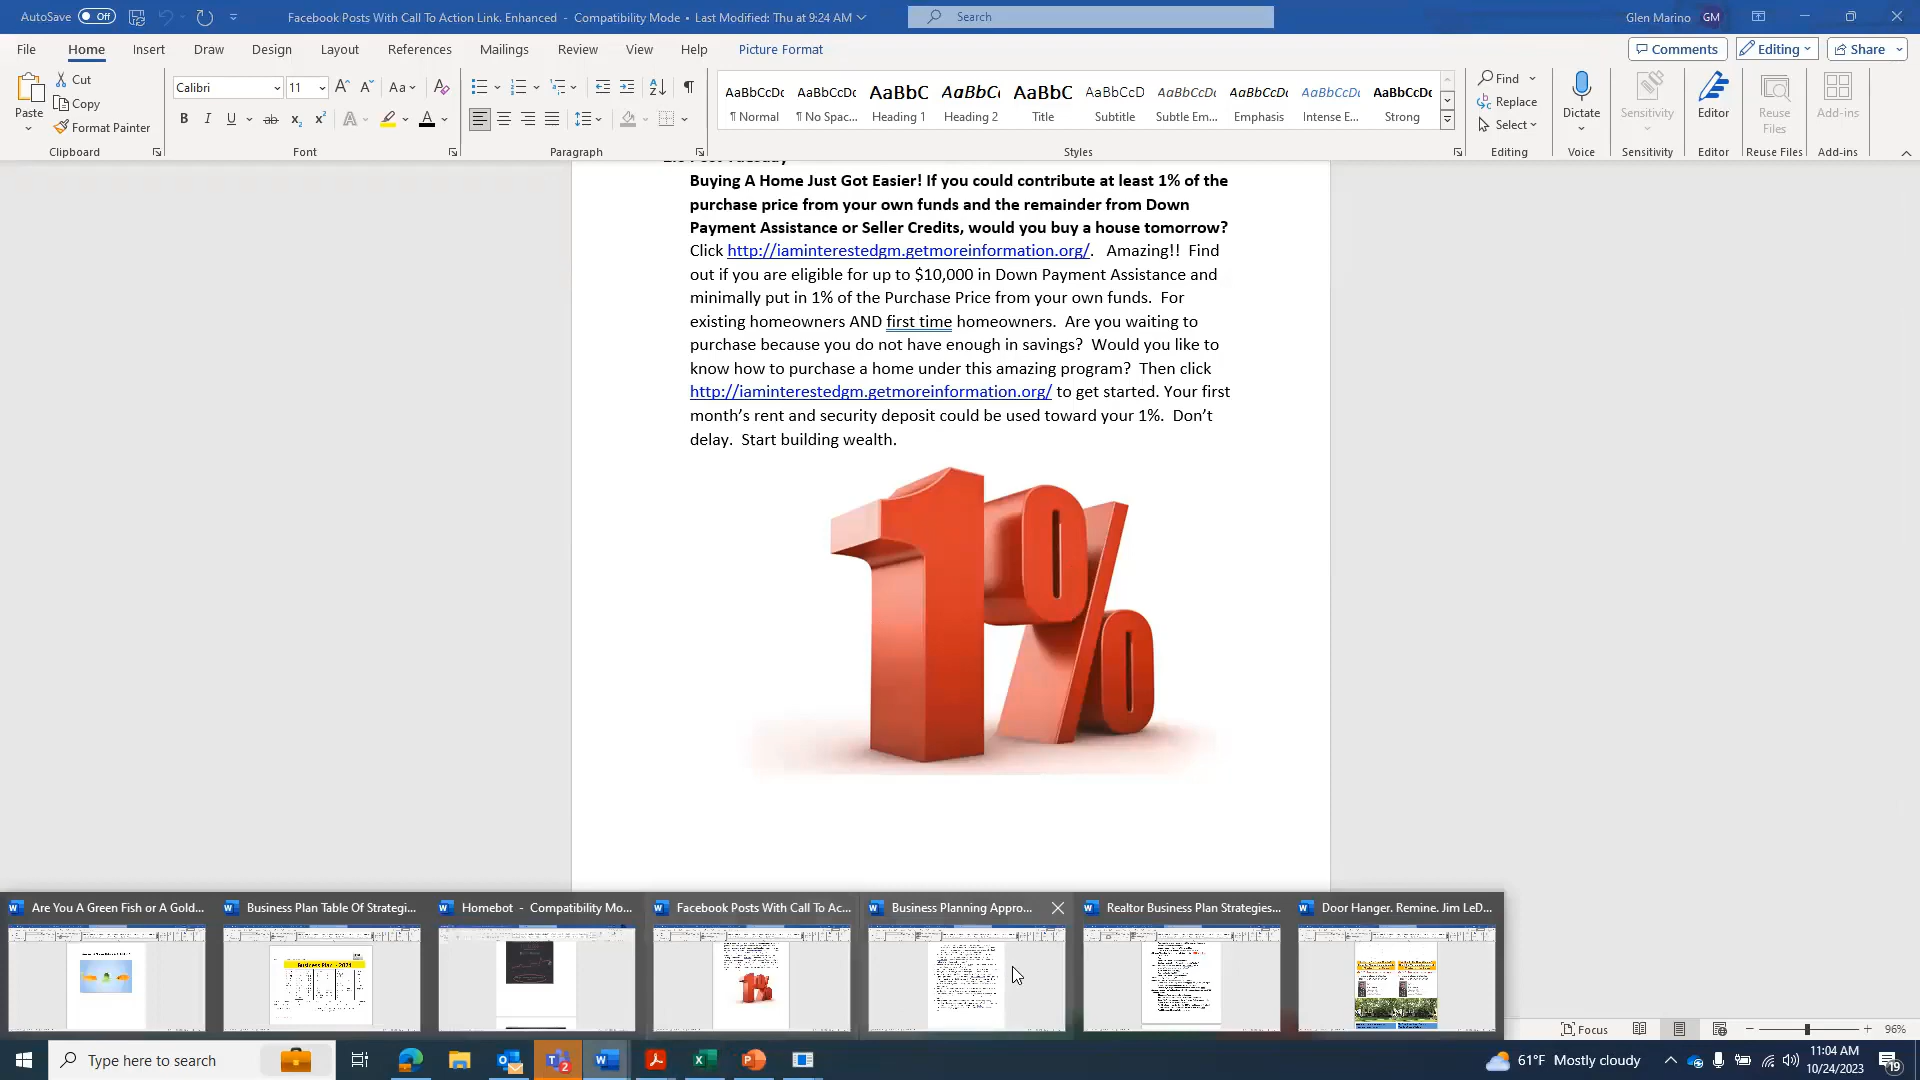 AutoSave Off Facebook Posts With Call To Action Link. Enhanced - Compatibility Mode • Last Modified: Thu at 9:24 AM Search Glen Marino GM
File Home Insert Draw Design Layout References Mailings Review View Help Picture Format Comments Editing Share
Paste Cut
Copy
Format Painter
Clipboard
Calibri 11 Aa
B I U ab x₂ x² A A
Font
Paragraph
AaBbCcDc AaBbCcDc AaBbC AaBbCc AaBbC AaBbCcD AaBbCcDc AaBbCcDc AaBbCcDc AaBbCcDc
¶ Normal ¶ No Spac... Heading 1 Heading 2 Title Subtitle Subtle Em... Emphasis Intense E... Strong
Styles
Find
Replace
Select
Editing
Dictate
Voice
Sensitivity
Sensitivity
Editor
Editor
Reuse Files
Reuse Files
Add-ins
Add-ins
Buying A Home Just Got Easier! If you could contribute at least 1% of the
purchase price from your own funds and the remainder from Down
Payment Assistance or Seller Credits, would you buy a house tomorrow?
Click http://iaminterestedgm.getmoreinformation.org/. Amazing!! Find
out if you are eligible for up to $10,000 in Down Payment Assistance and
minimally put in 1% of the Purchase Price from your own funds. For
existing homeowners AND first time homeowners. Are you waiting to
purchase because you do not have enough in savings? Would you like to
know how to purchase a home under this amazing program? Then click
http://iaminterestedgm.getmoreinformation.org/ to get started. Your first
month’s rent and security deposit could be used toward your 1%. Don’t
delay. Start building wealth.
1%
Are You A Green Fish or A Gold... Business Plan Table Of Strategi... Homebot - Compatibility Mo... Facebook Posts With Call To Ac... Business Planning Appro... Realtor Business Plan Strategies... Door Hanger. Remine. Jim LeD...
Focus 96%
Type here to search 2 61°F Mostly cloudy 11:04 AM
10/24/2023 19